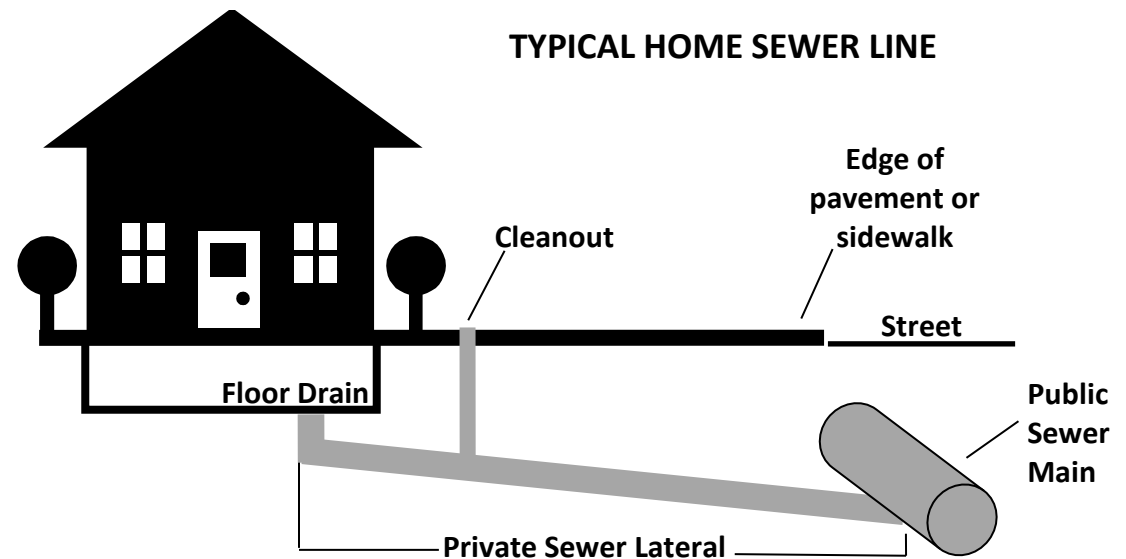 TYPICAL HOME SEWER LINE
Edge of
pavement or
sidewalk
Cleanout
Street
Floor Drain
Public
Sewer
Main
Private Sewer Lateral